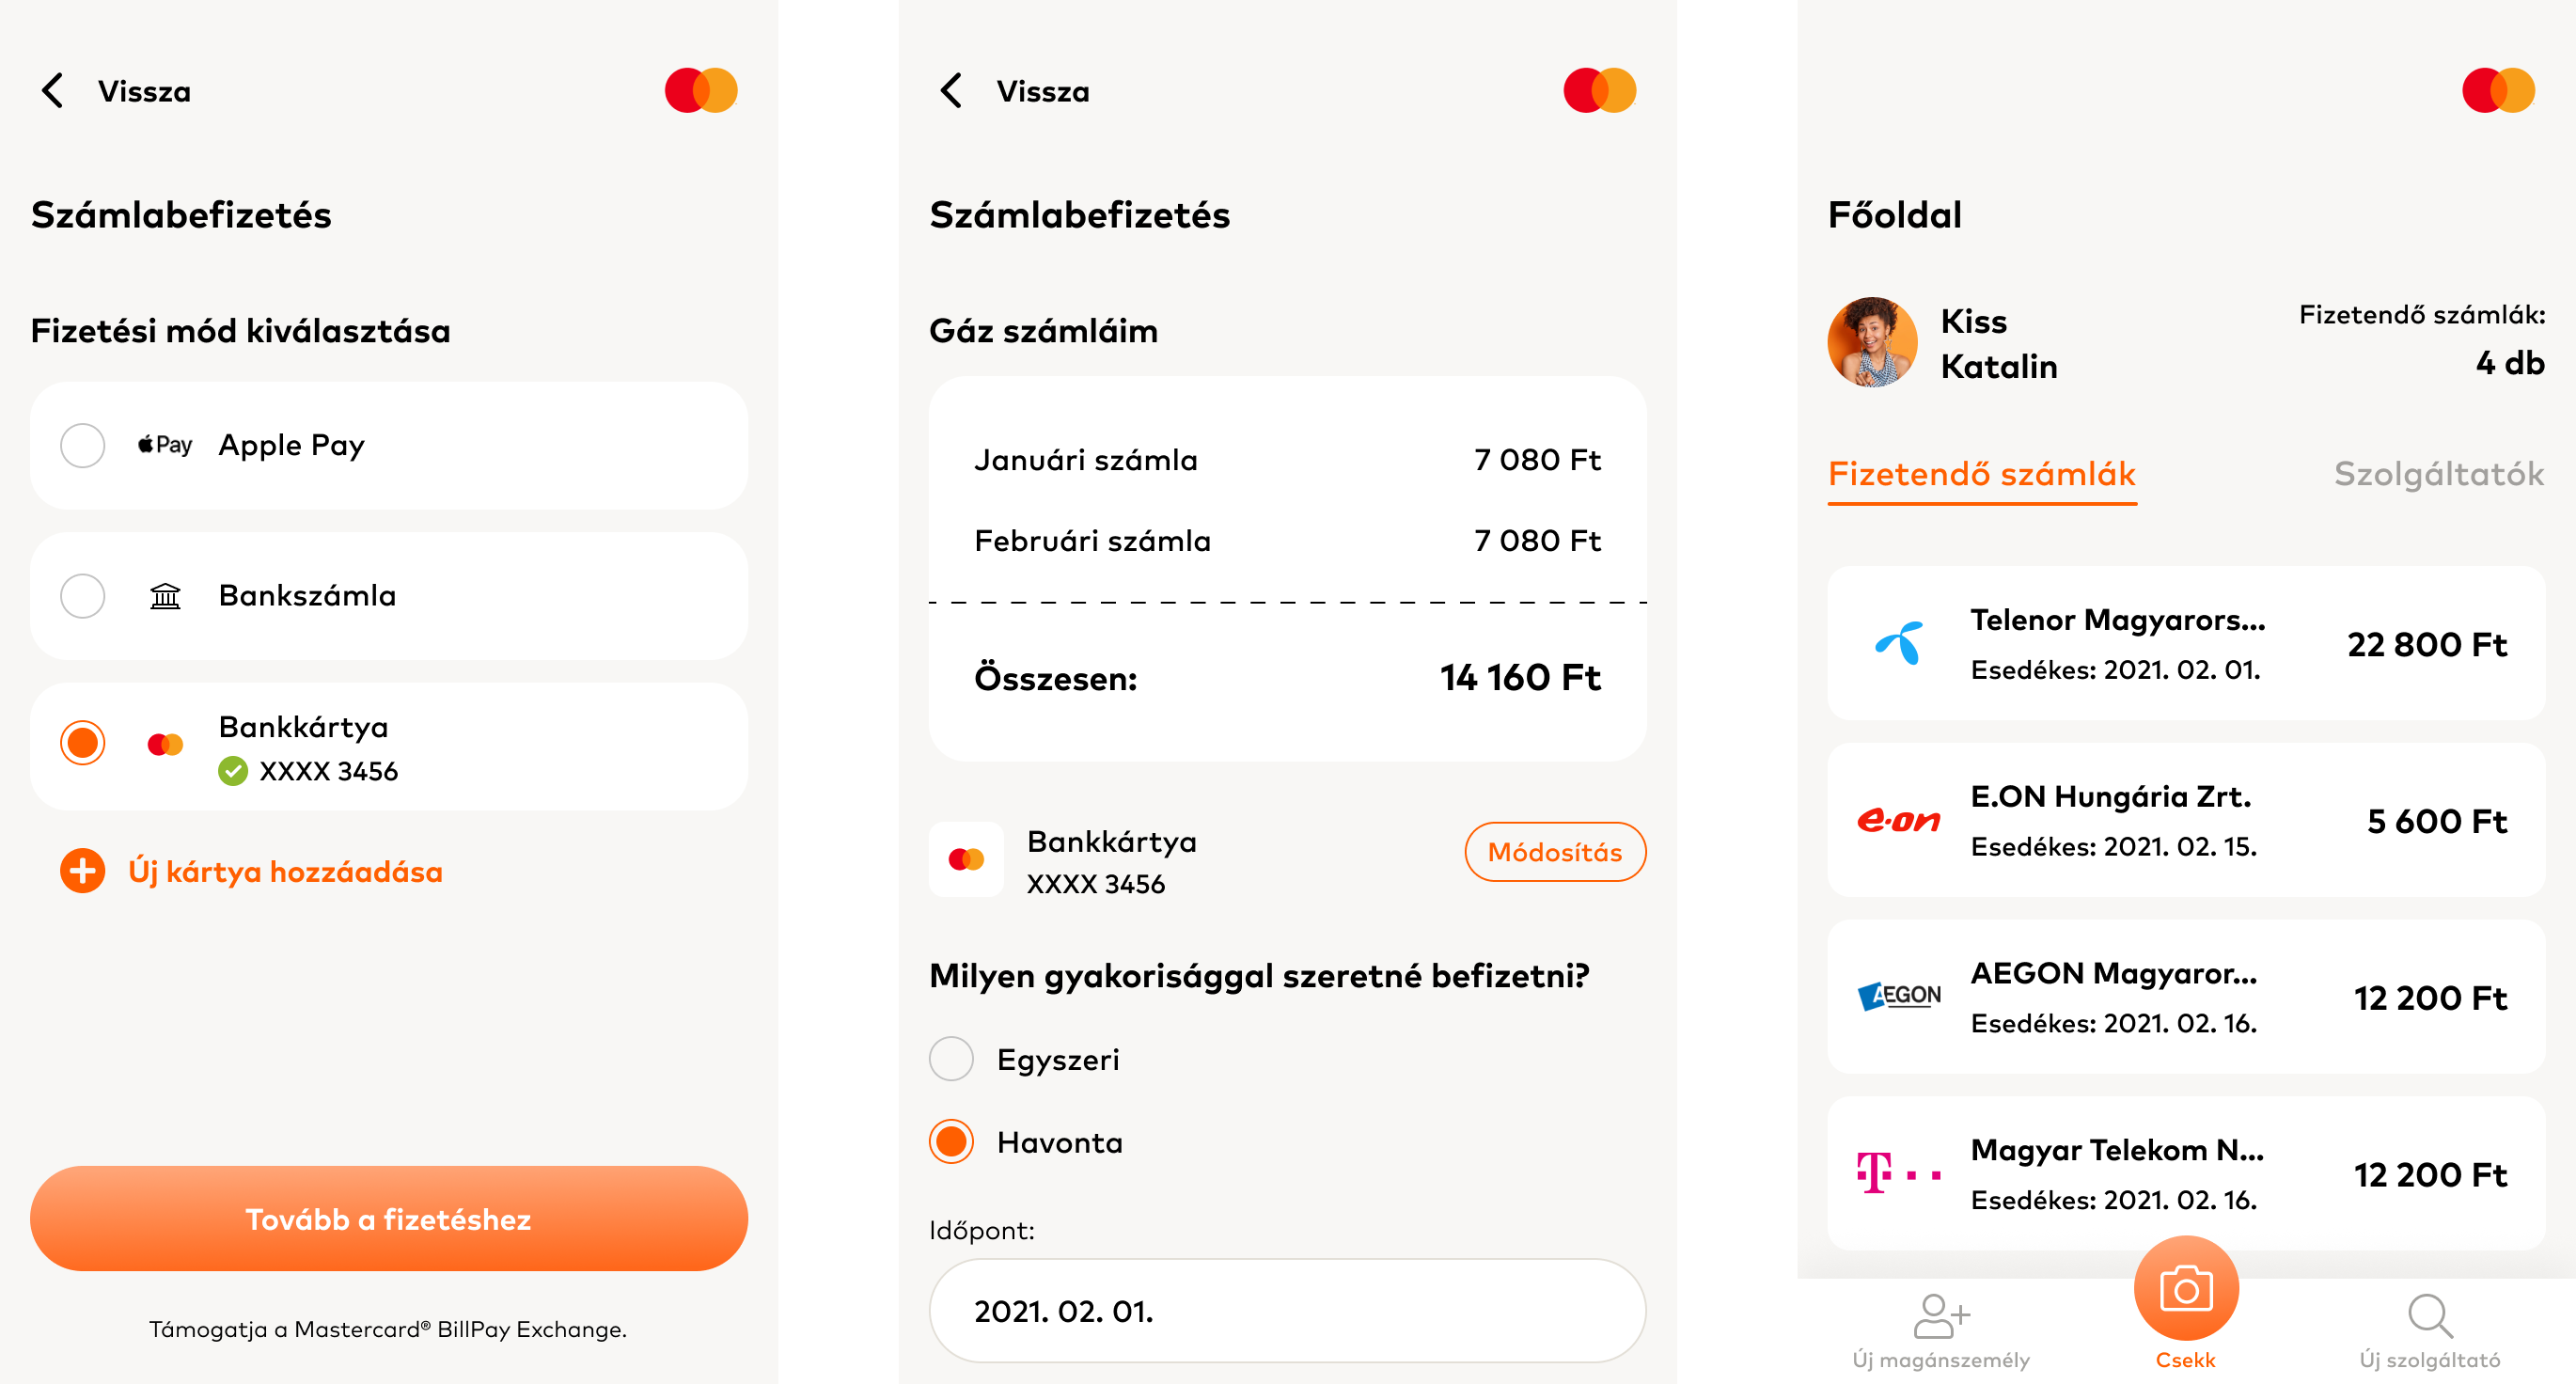 Vissza
Számlabefizetés
Fizetési mód kiválasztása
Pay Apple Pay
Bankszámla
Bankkártya
XXXX 3456
Új kártya hozzáadása
Tovább a fizetéshez
Támogatja a Mastercard® BillPay Exchange.
Vissza
Számlabefizetés
Gáz számláim
Januári számla 7 080 Ft
Februári számla 7 080 Ft
Összesen: 14 160 Ft
Bankkártya
XXXX 3456
Módosítás
Milyen gyakorisággal szeretné befizetni?
Egyszeri
Havonta
Időpont:
2021. 02. 01.
Főoldal
Kiss
Katalin
Fizetendő számlák:
4 db
Fizetendő számlák Szolgáltatók
Telenor Magyarors...
Esedékes: 2021. 02. 01.
22 800 Ft
e·on
E.ON Hungária Zrt.
Esedékes: 2021. 02. 15.
5 600 Ft
AEGON
AEGON Magyaror...
Esedékes: 2021. 02. 16.
12 200 Ft
T
Magyar Telekom N...
Esedékes: 2021. 02. 16.
12 200 Ft
Új magánszemély
Csekk
Új szolgáltató